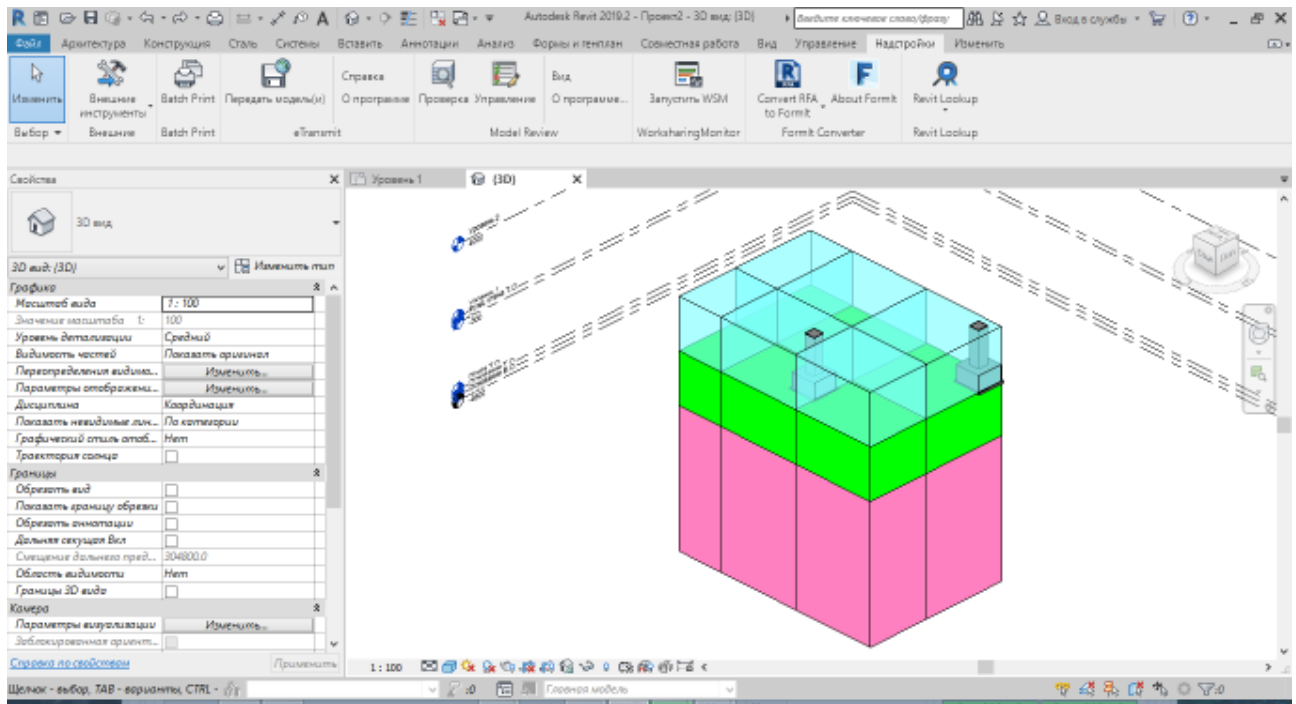 Autodesk Revit 2019.2 - Проект2 - 3D вид: {3D}
Введите ключевое слово/фразу
Вход в службы
Файл Архитектура Конструкция Сталь Системы Вставить Аннотации Анализ Формы и генплан Совместная работа Вид Управление Надстройки Изменить
Изменить
Внешние инструменты
Batch Print
Передать модель(и)
Справка
О программе
Проверка
Управление
Вид
О программе...
Запустить WSM
Convert RFA to FormIt
About FormIt
Revit Lookup
Выбор
Внешние
Batch Print
eTransmit
Model Review
WorksharingMonitor
FormIt Converter
Revit Lookup
Свойства
Уровень 1
{3D}
3D вид
3D вид: {3D}
Изменить тип
Графика
Масштаб вида 1 : 100
Значение масштаба 1: 100
Уровень детализации Средний
Видимость частей Показать оригинал
Переопределения видимо... Изменить...
Параметры отображени... Изменить...
Дисциплина Координация
Показать невидимые лин... По категории
Графический стиль отоб... Нет
Траектория солнца
Границы
Обрезать вид
Показать границу обрезки
Обрезать аннотации
Дальняя секущая Вкл
Смещение дальнего пред... 304800.0
Область видимости Нет
Границы 3D вида
Камера
Параметры визуализации Изменить...
Заблокированная ориент...
Справка по свойствам
Применить
1 : 100
Щелчок - выбор, TAB - варианты, CTRL -
:0
Главная модель
:0